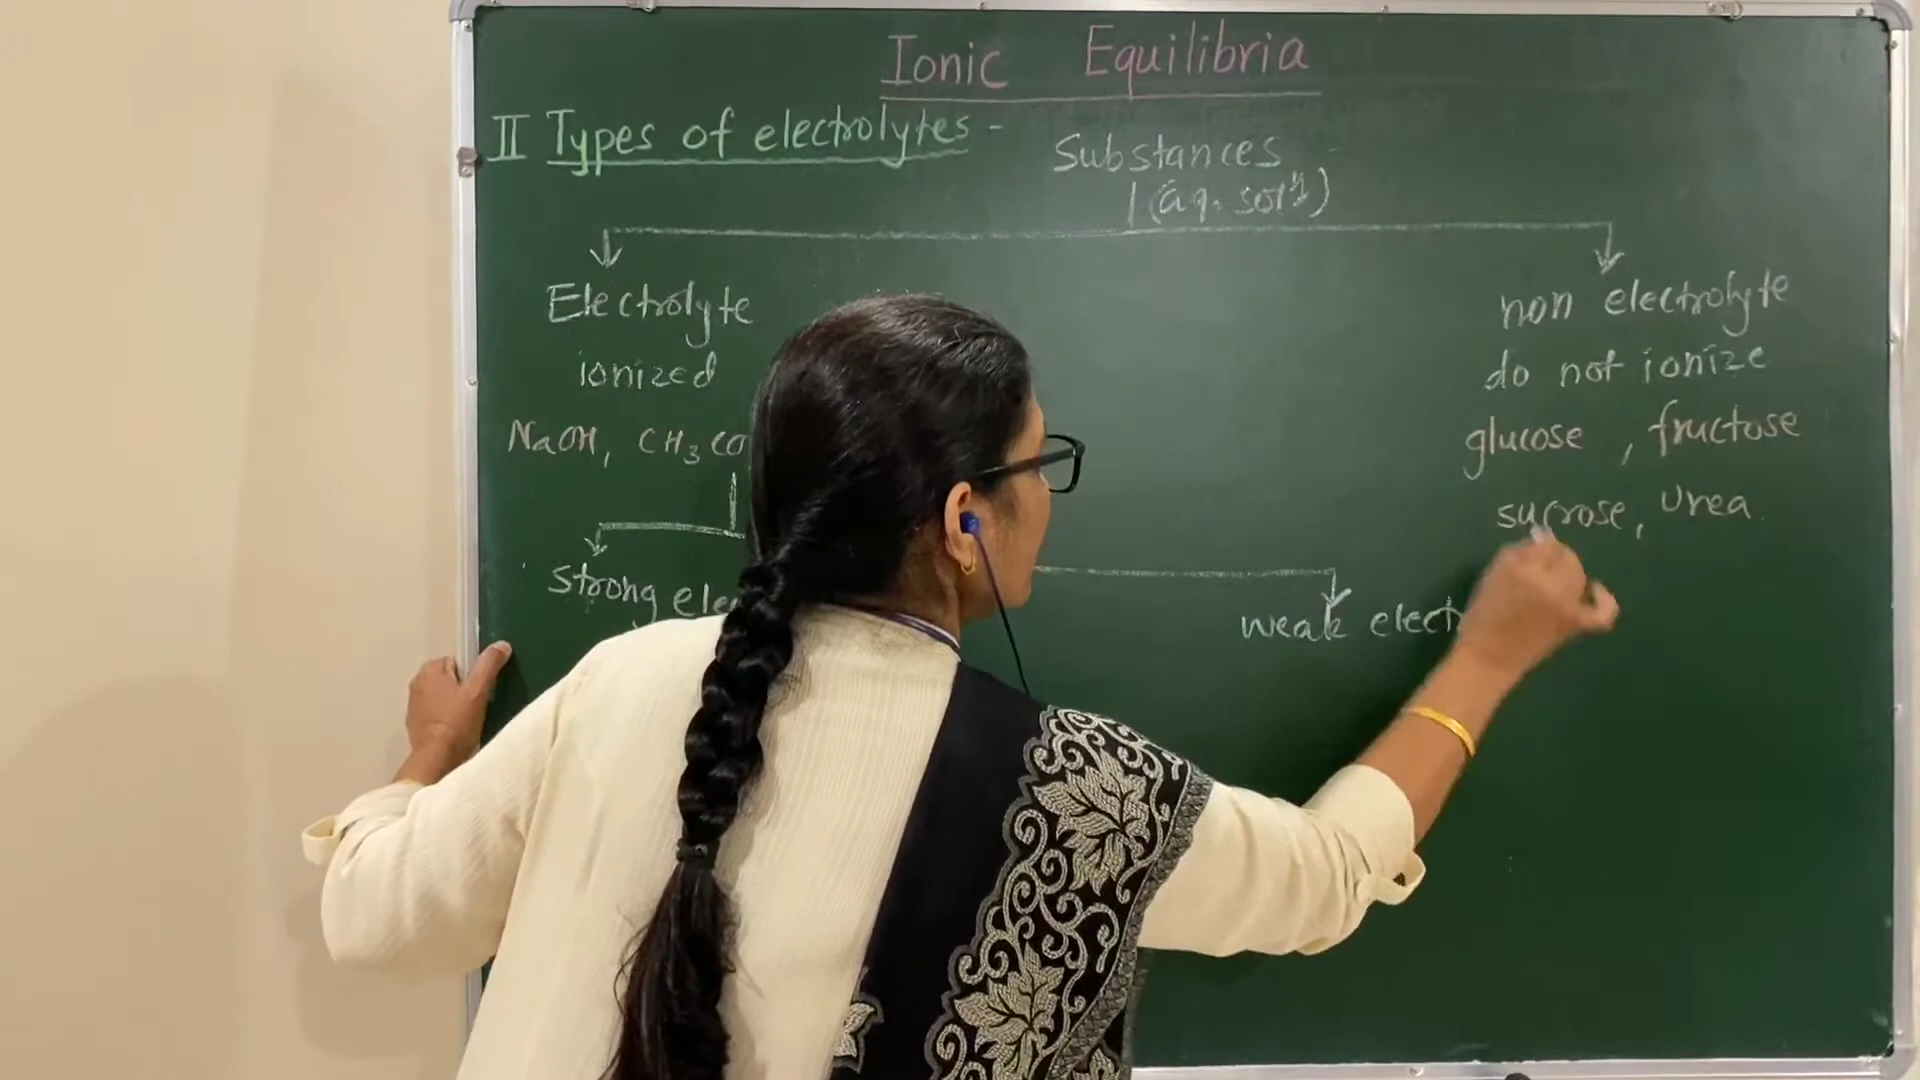 Ionic Equilibria
II Types of electrolytes -
Substances
(aq. solⁿ)
Electrolyte
ionized
NaOH, CH₃CO
strong elec
weak elect
non electrolyte
do not ionize
glucose , fructose
sucrose, urea